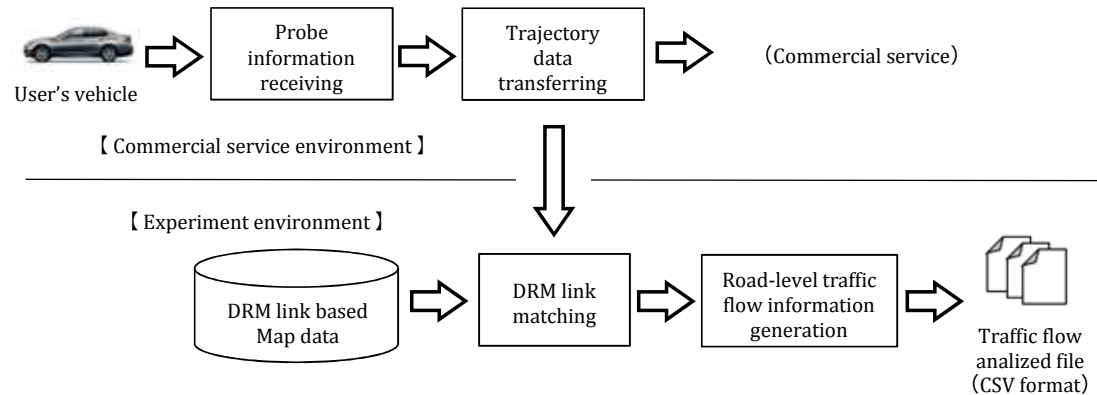 User's vehicle
Probe
information
receiving
Trajectory
data
transferring
(Commercial service)
【 Commercial service environment 】
【 Experiment environment 】
DRM link based
Map data
DRM link
matching
Road-level traffic
flow information
generation
Traffic flow
analized file
(CSV format)